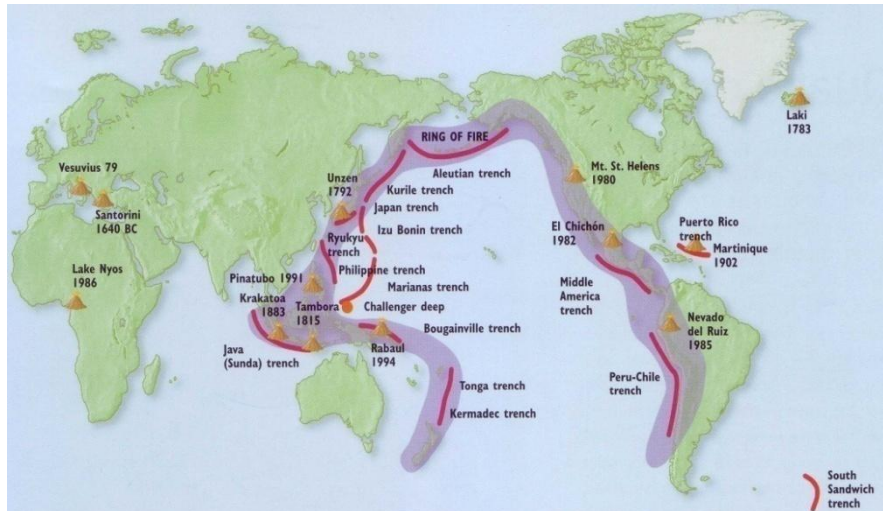 RING OF FIRE
Laki
1783
Vesuvius 79
Santorini
1640 BC
Lake Nyos
1986
Unzen
1792
Aleutian trench
Kurile trench
Japan trench
Izu Bonin trench
Ryukyu
trench
Philippine trench
Marianas trench
Pinatubo 1991
Krakatoa
1883
Tambora
1815
Challenger deep
Java
(Sunda) trench
Rabaul
1994
Bougainville trench
Tonga trench
Kermadec trench
Mt. St. Helens
1980
El Chichón
1982
Puerto Rico
trench
Martinique
1902
Middle
America
trench
Nevado
del Ruiz
1985
Peru-Chile
trench
South
Sandwich
trench